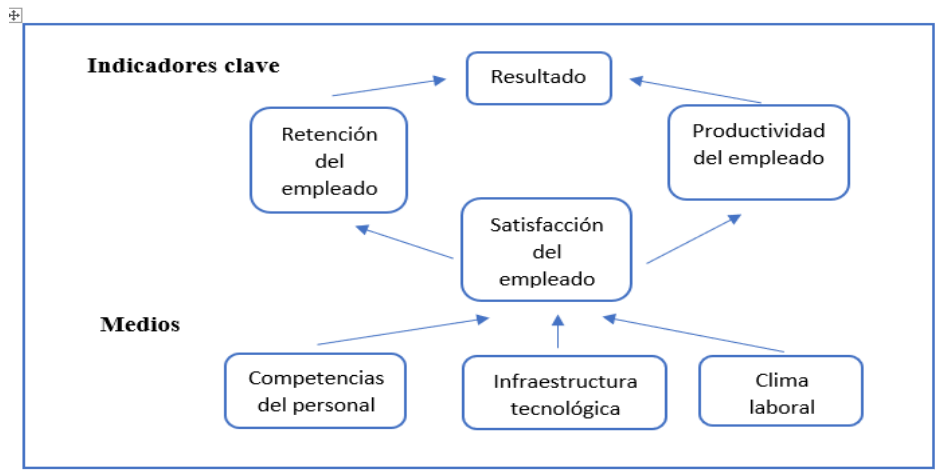 Indicadores clave
Resultado
Retención
del
empleado
Productividad
del empleado
Satisfacción
del
empleado
Medios
Competencias
del personal
Infraestructura
tecnológica
Clima
laboral